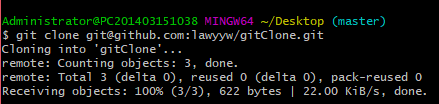 Administrator@PC201403151038 MINGW64 ~/Desktop (master)
$ git clone git@github.com:lawyyw/gitClone.git
Cloning into 'gitClone'...
remote: Counting objects: 3, done.
remote: Total 3 (delta 0), reused 0 (delta 0), pack-reused 0
Receiving objects: 100% (3/3), 622 bytes | 22.00 KiB/s, done.